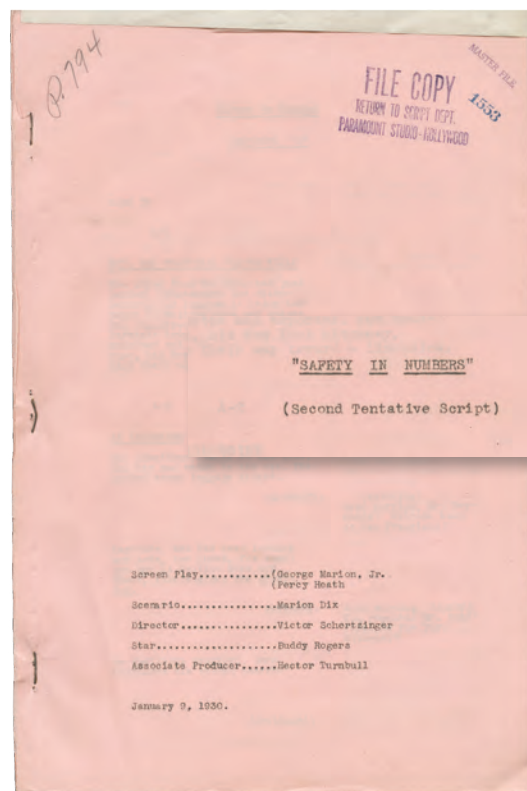 P.794
MASTER FILE
FILE COPY
1553
RETURN TO SCRIPT DEPT.
PARAMOUNT STUDIO-HOLLYWOOD
"SAFETY IN NUMBERS"
(Second Tentative Script)
Screen Play............(George Marion, Jr.
(Percy Heath
Scenario................Marion Dix
Director................Victor Schertzinger
Star....................Buddy Rogers
Associate Producer......Hector Turnbull
January 9, 1930.